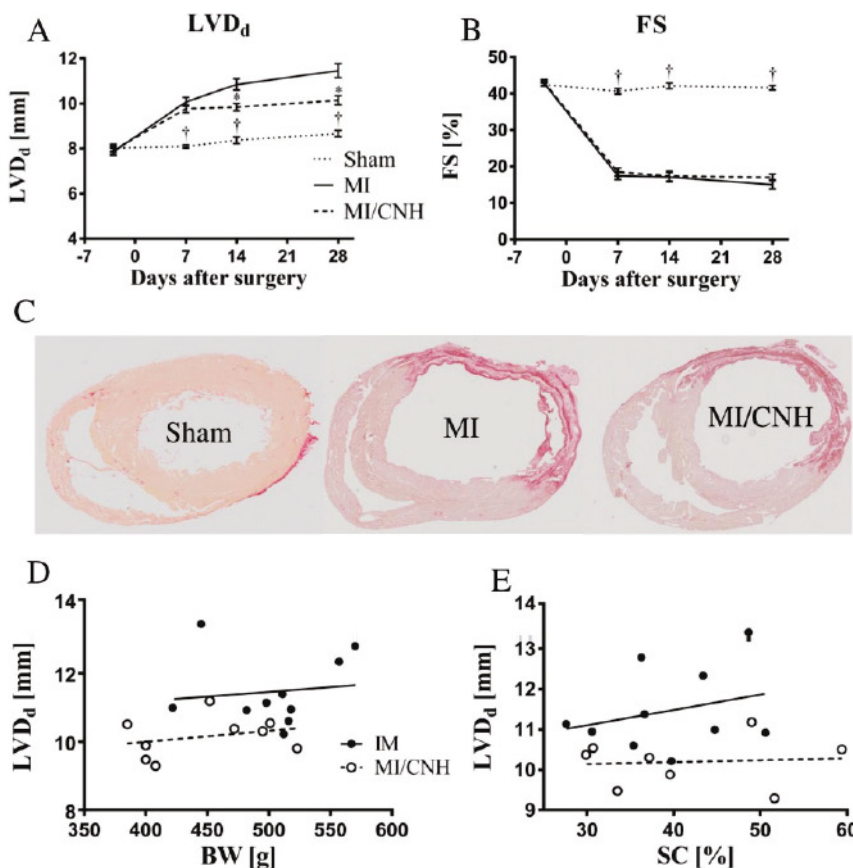 A
LVDd
LVDd [mm]
12
10
8
6
4
-7 0 7 14 21 28
Days after surgery
* *
† † †
Sham
MI
MI/CNH
B
FS
FS [%]
50
40
30
20
10
0
-7 0 7 14 21 28
Days after surgery
† † †
C
Sham
MI
MI/CNH
D
LVDd [mm]
14
12
10
8
350 400 450 500 550 600
BW [g]
IM
MI/CNH
E
LVDd [mm]
14
13
12
11
10
9
30 40 50 60
SC [%]